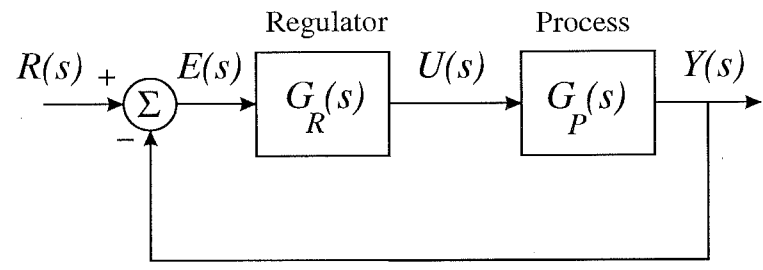 Regulator Process
R(s) + E(s) U(s) Y(s)
Σ G_R(s) G_P(s)
−